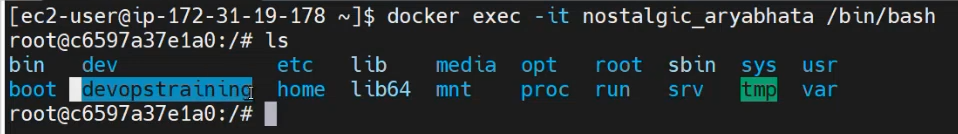 [ec2-user@ip-172-31-19-178 ~]$ docker exec -it nostalgic_aryabhata /bin/bash
root@c6597a37e1a0:/# ls
bin   dev             etc   lib    media  opt   root  sbin  sys  usr
boot  devopstraining  home  lib64  mnt    proc  run   srv   tmp  var
root@c6597a37e1a0:/#